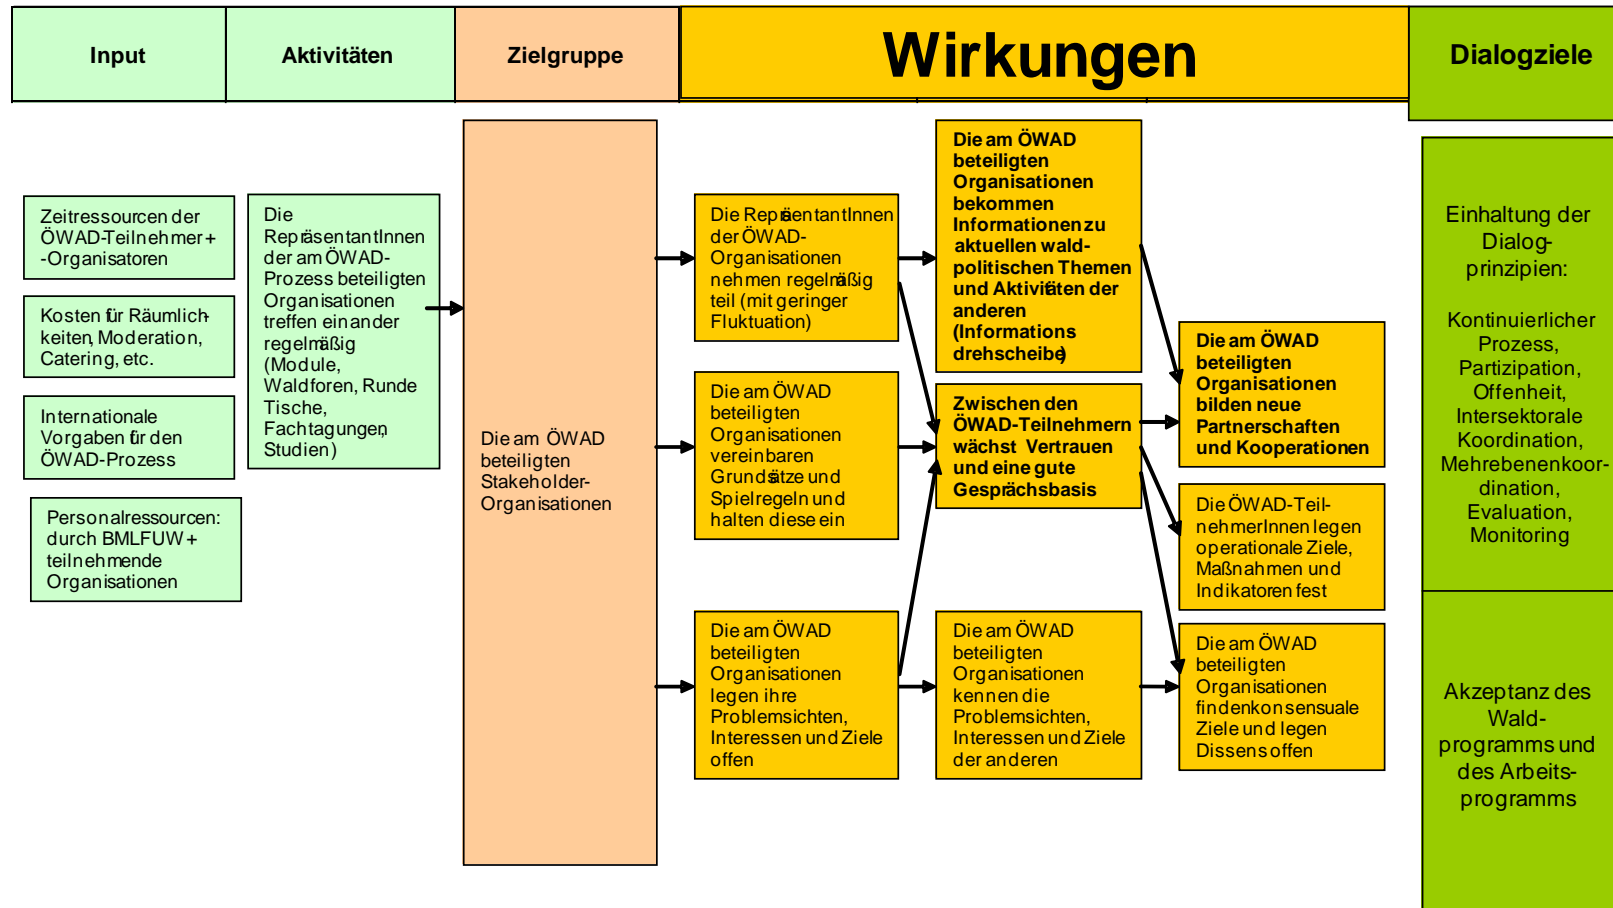 Input
Aktivitäten
Zielgruppe
Wirkungen
Dialogziele
Zeitressourcen der
ÖWAD-Teilnehmer +
-Organisatoren
Kosten für Räumlich-
keiten, Moderation,
Catering, etc.
Internationale
Vorgaben für den
ÖWAD-Prozess
Personalressourcen:
durch BMLFUW +
teilnehmende
Organisationen
Die
RepräsentantInnen
der am ÖWAD-
Prozess beteiligten
Organisationen
treffen einander
regelmäßig
(Module,
Waldforen, Runde
Tische,
Fachtagungen,
Studien)
Die am ÖWAD
beteiligten
Stakeholder-
Organisationen
Die RepräsentantInnen
der ÖWAD-
Organisationen
nehmen regelmäßig
teil (mit geringer
Fluktuation)
Die am ÖWAD
beteiligten
Organisationen
vereinbaren
Grundsätze und
Spielregeln und
halten diese ein
Die am ÖWAD
beteiligten
Organisationen
legen ihre
Problemsichten,
Interessen und Ziele
offen
Die am ÖWAD
beteiligten
Organisationen
bekommen
Informationen zu
aktuellen wald-
politischen Themen
und Aktivitäten der
anderen
(Informations
drehscheibe)
Zwischen den
ÖWAD-Teilnehmern
wächst Vertrauen
und eine gute
Gesprächsbasis
Die am ÖWAD
beteiligten
Organisationen
kennen die
Problemsichten,
Interessen und Ziele
der anderen
Die am ÖWAD
beteiligten
Organisationen
bilden neue
Partnerschaften
und Kooperationen
Die ÖWAD-Teil-
nehmerInnen legen
operationale Ziele,
Maßnahmen und
Indikatoren fest
Die am ÖWAD
beteiligten
Organisationen
finden konsensuale
Ziele und legen
Dissens offen
Einhaltung der
Dialog-
prinzipien:
Kontinuierlicher
Prozess,
Partizipation,
Offenheit,
Intersektorale
Koordination,
Mehrebenenkoor-
dination,
Evaluation,
Monitoring
Akzeptanz des
Wald-
programms und
des Arbeits-
programms